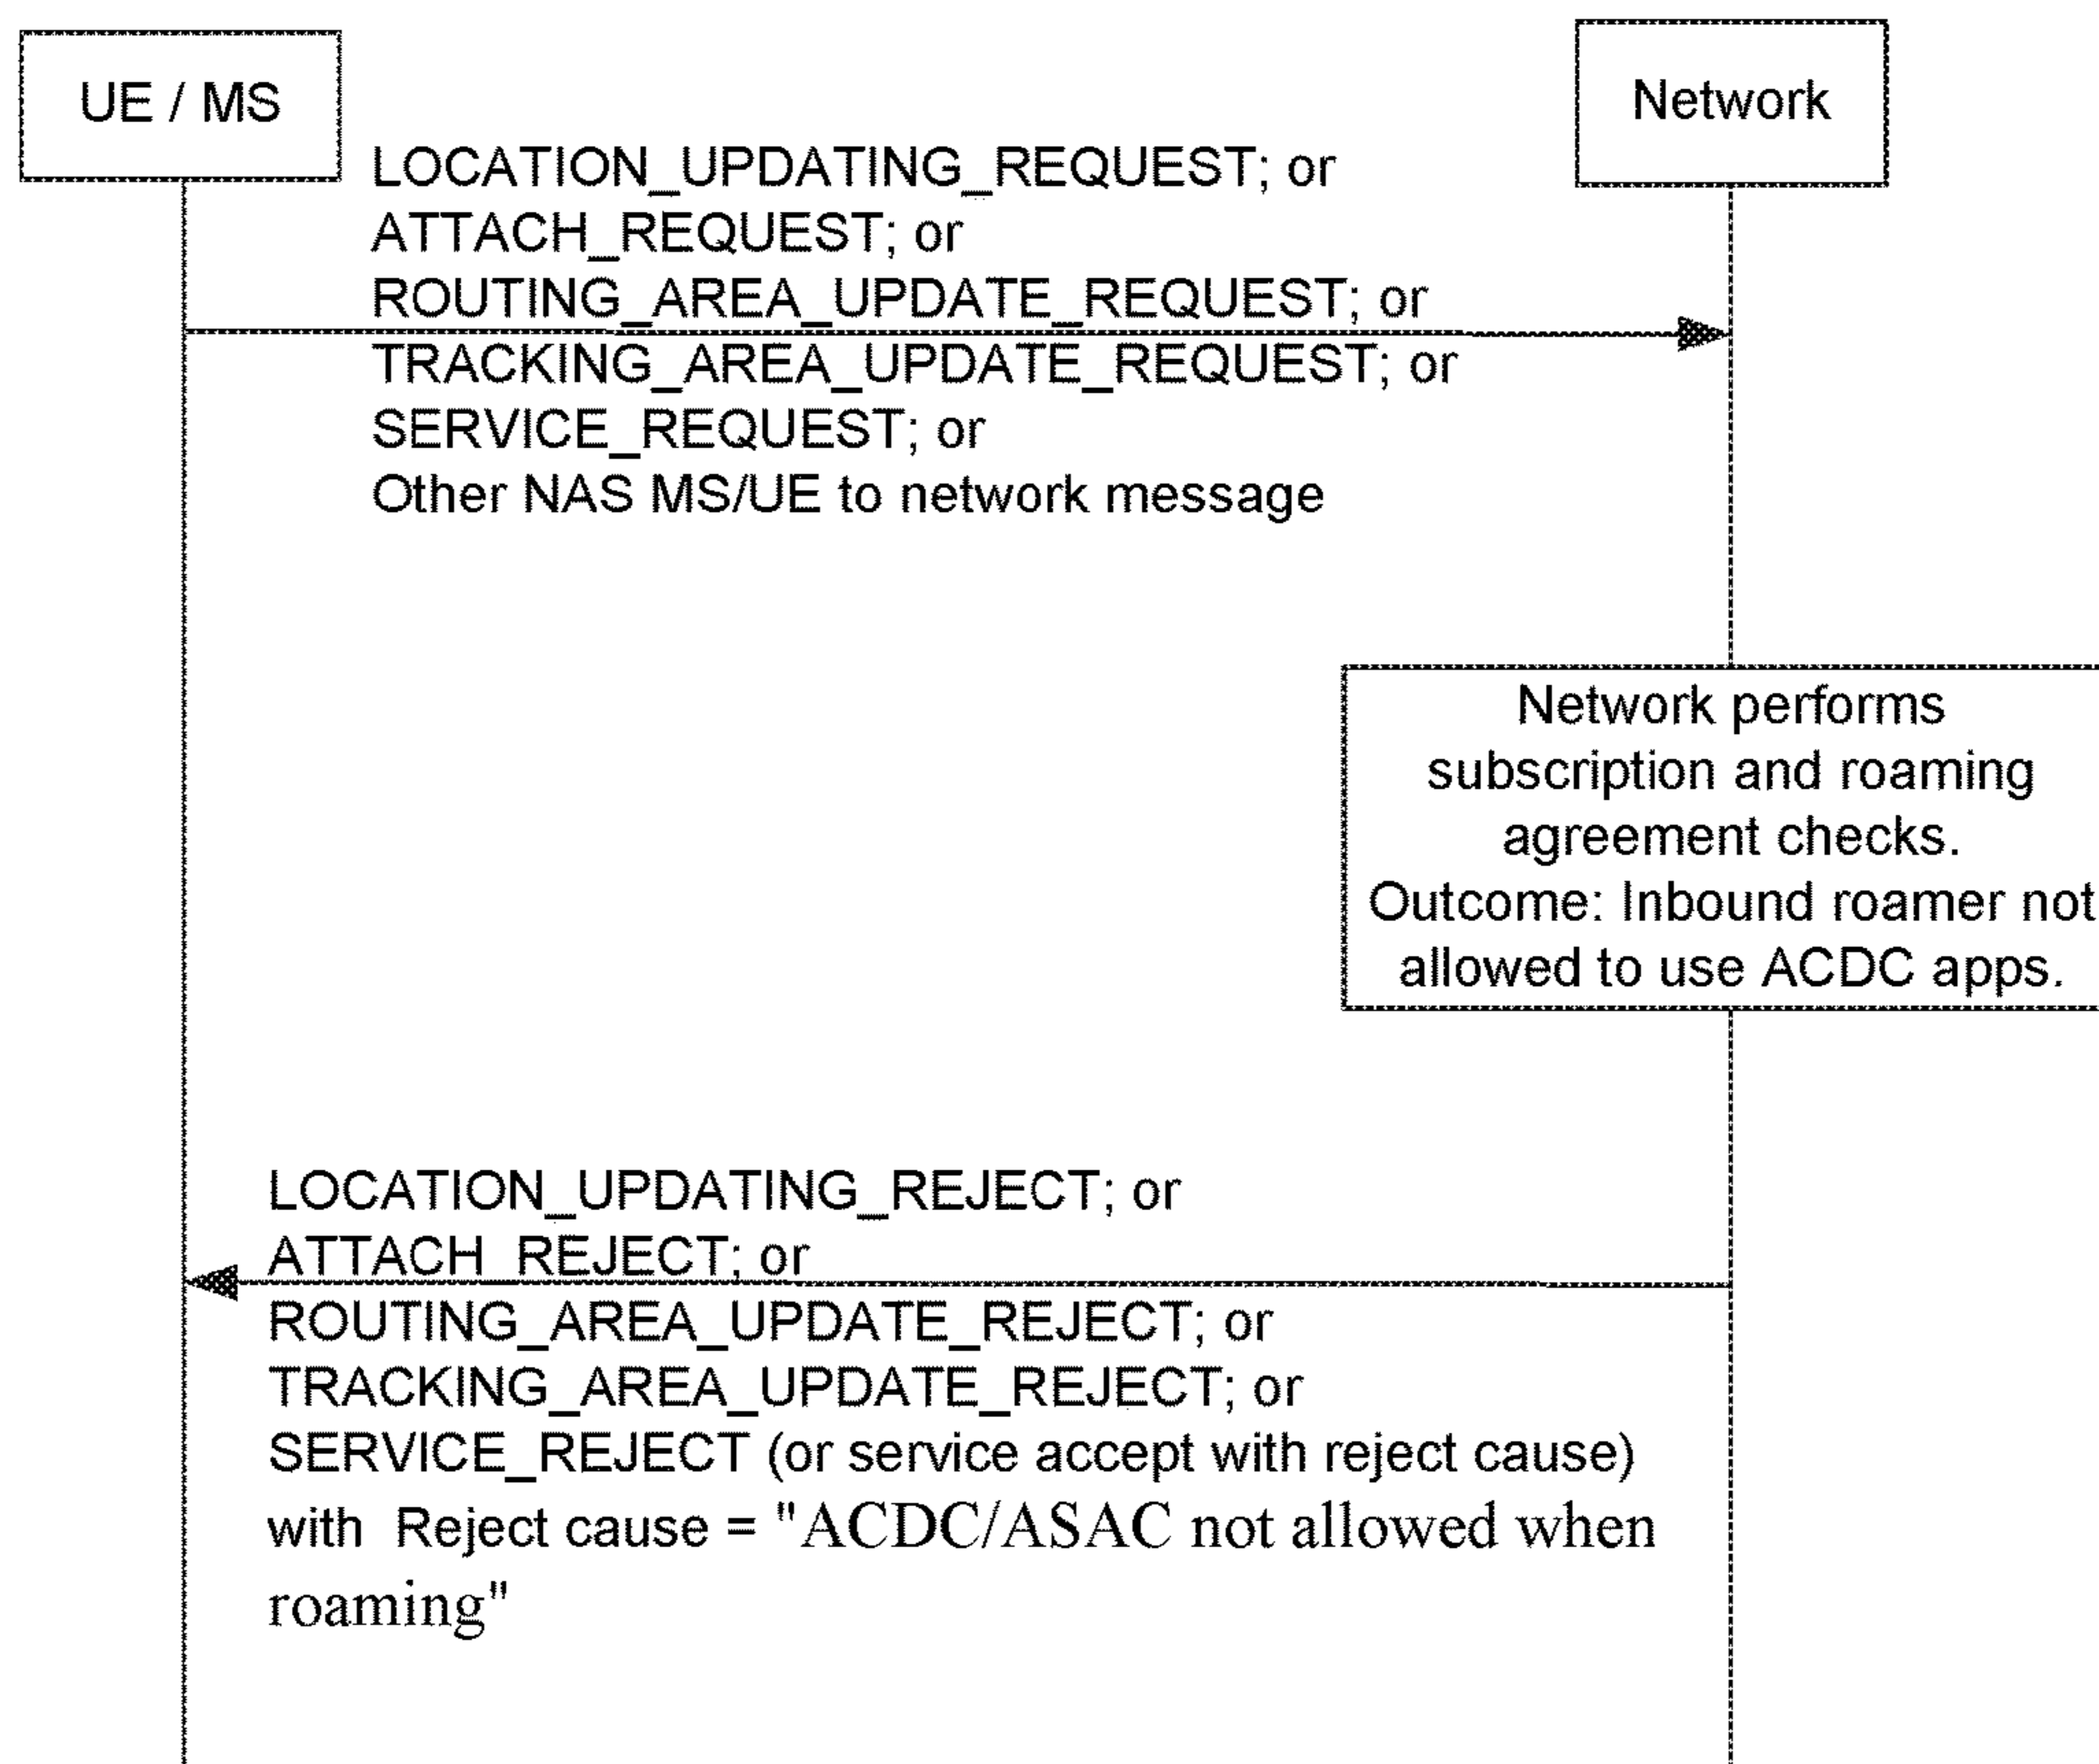 UE / MS
Network
LOCATION_UPDATING_REQUEST; or
ATTACH_REQUEST; or
ROUTING_AREA_UPDATE_REQUEST; or
TRACKING_AREA_UPDATE_REQUEST; or
SERVICE_REQUEST; or
Other NAS MS/UE to network message
Network performs
subscription and roaming
agreement checks.
Outcome: Inbound roamer not
allowed to use ACDC apps.
LOCATION_UPDATING_REJECT; or
ATTACH_REJECT; or
ROUTING_AREA_UPDATE_REJECT; or
TRACKING_AREA_UPDATE_REJECT; or
SERVICE_REJECT (or service accept with reject cause)
with Reject cause = "ACDC/ASAC not allowed when
roaming"